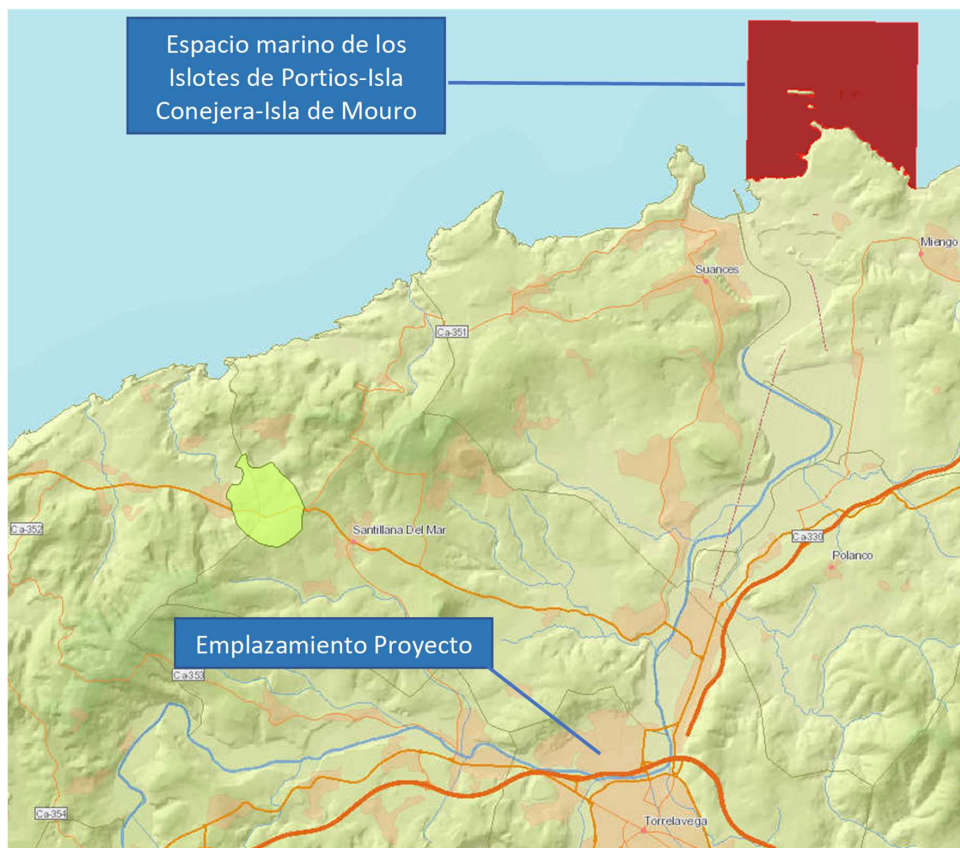 Espacio marino de los
Islotes de Portios-Isla
Conejera-Isla de Mouro
Miengo
Suances
Ca-351
Ca-352
Santillana Del Mar
Ca-330
Polanco
Emplazamiento Proyecto
Ca-353
Ca-354
Torrelavega